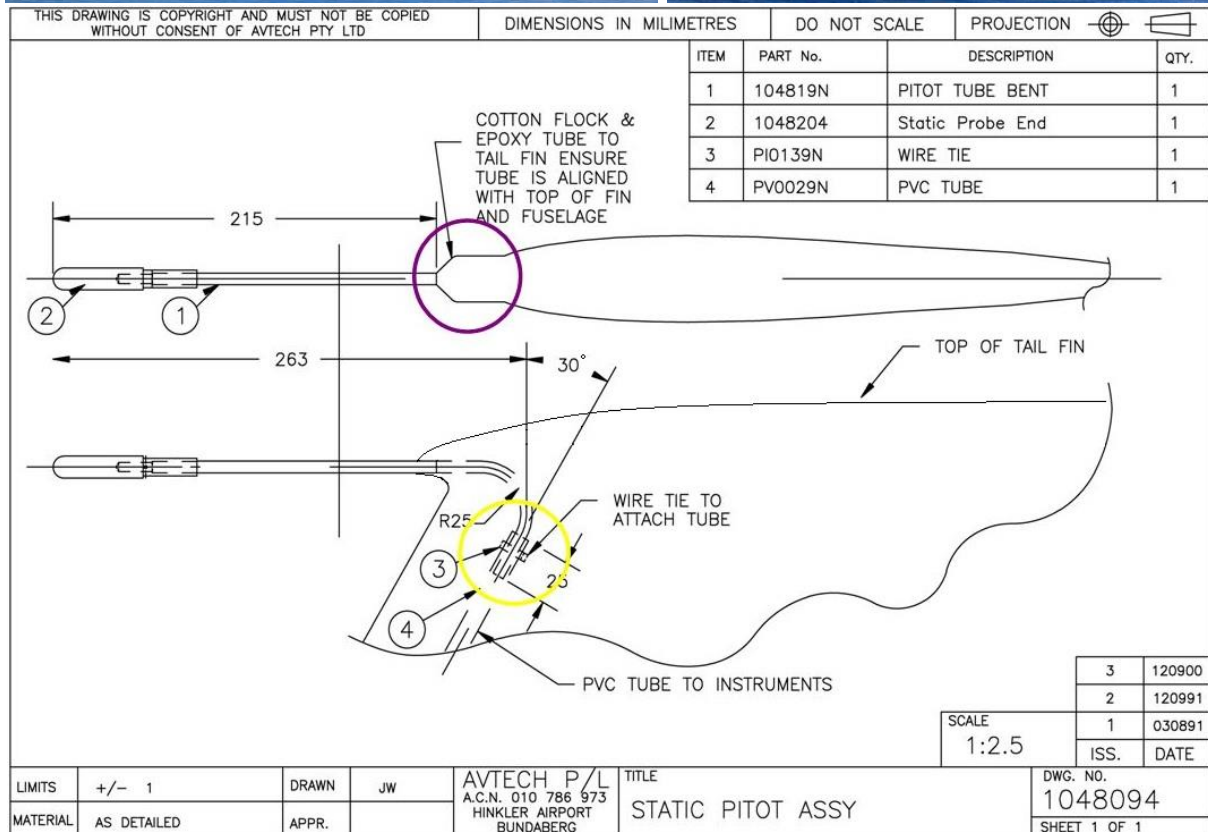 THIS DRAWING IS COPYRIGHT AND MUST NOT BE COPIED
WITHOUT CONSENT OF AVTECH PTY LTD
DIMENSIONS IN MILIMETRES
DO NOT SCALE
PROJECTION
ITEM PART No. DESCRIPTION QTY.
1 104819N PITOT TUBE BENT 1
2 1048204 Static Probe End 1
3 PI0139N WIRE TIE 1
4 PV0029N PVC TUBE 1
COTTON FLOCK &
EPOXY TUBE TO
TAIL FIN ENSURE
TUBE IS ALIGNED
WITH TOP OF FIN
AND FUSELAGE
215
2
1
263
30°
TOP OF TAIL FIN
R25
WIRE TIE TO
ATTACH TUBE
3
25
4
PVC TUBE TO INSTRUMENTS
3 120900
2 120991
1 030891
ISS. DATE
SCALE
1:2.5
LIMITS +/- 1
DRAWN JW
MATERIAL AS DETAILED
APPR.
AVTECH P/L
A.C.N. 010 786 973
HINKLER AIRPORT
BUNDABERG
TITLE
STATIC PITOT ASSY
DWG. NO.
1048094
SHEET 1 OF 1